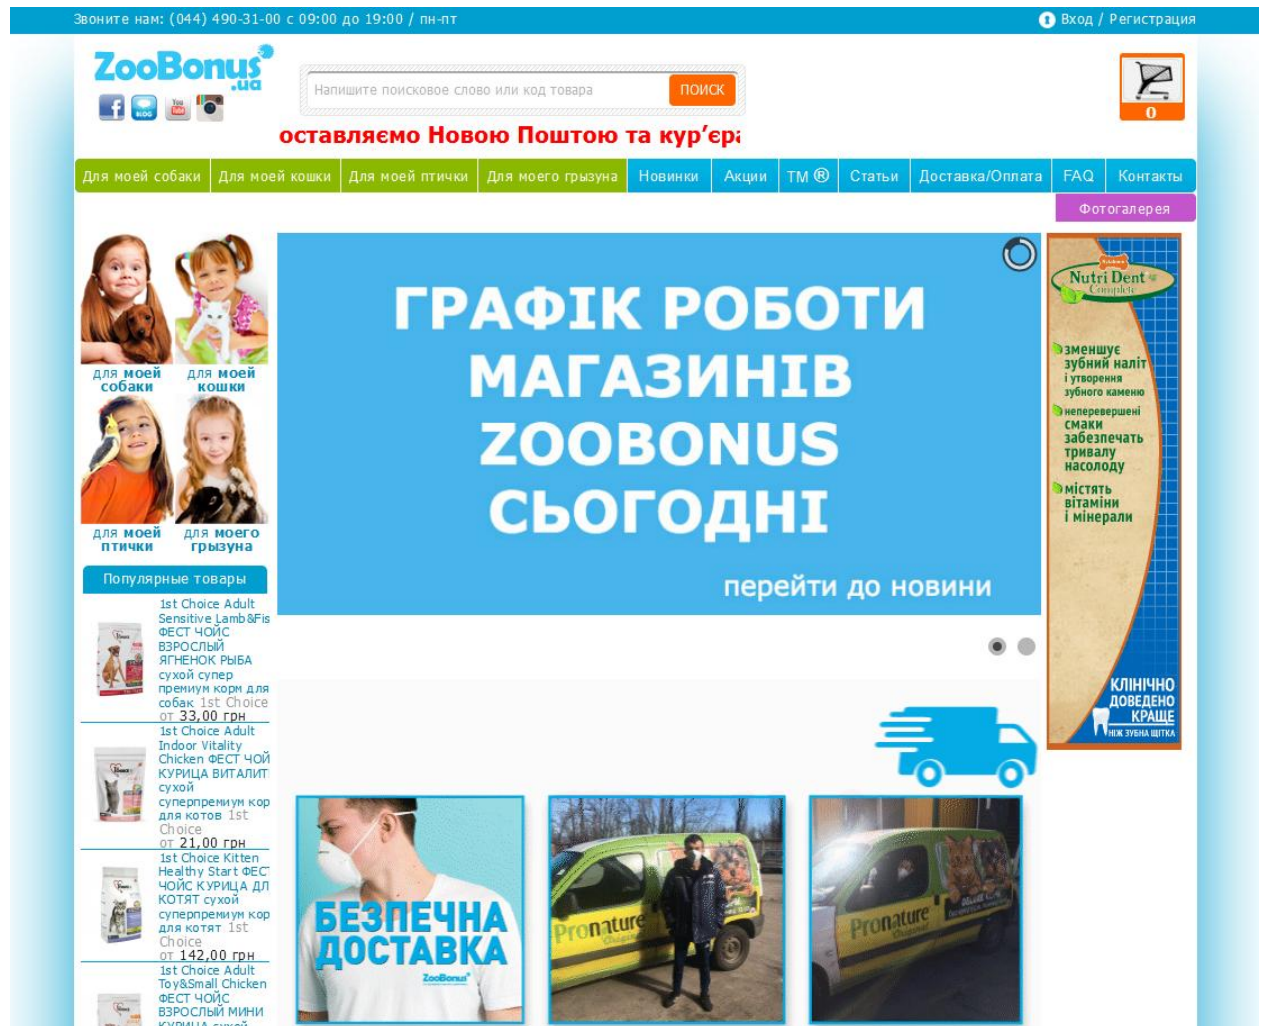 Звоните нам: (044) 490-31-00 с 09:00 до 19:00 / пн-пт
Вход / Регистрация
ZooBonus
.ua
BLOG
You
Tube
Напишите поисковое слово или код товара
ПОИСК
0
оставляємо Новою Поштою та кур’єра
Для моей собаки
Для моей кошки
Для моей птички
Для моего грызуна
Новинки
Акции
ТМ ®
Статьи
Доставка/Оплата
FAQ
Контакты
Фотогалерея
для моей
собаки
для моей
кошки
для моей
птички
для моего
грызуна
Популярные товары
1st Choice Adult
Sensitive Lamb&Fis
ФЕСТ ЧОЙС
ВЗРОСЛЫЙ
ЯГНЕНОК РЫБА
сухой супер
премиум корм для
собак 1st Choice
от 33,00 грн
1st Choice Adult
Indoor Vitality
Chicken ФЕСТ ЧОЙ
КУРИЦА ВИТАЛИТ
сухой
суперпремиум кор
для котов 1st
Choice
от 21,00 грн
1st Choice Kitten
Healthy Start ФЕС
ЧОЙС КУРИЦА ДЛ
КОТЯТ сухой
суперпремиум кор
для котят 1st
Choice
от 142,00 грн
1st Choice Adult
Toy&Small Chicken
ФЕСТ ЧОЙС
ВЗРОСЛЫЙ МИНИ
КУРИЦА сухой
ГРАФІК РОБОТИ
МАГАЗИНІВ
ZOOBONUS
СЬОГОДНІ
перейти до новини
Nutri Dent
Complete
зменшує
зубний наліт
і утворення
зубного каменю
неперевершені
смаки
забезпечать
тривалу
насолоду
містять
вітаміни
і мінерали
КЛІНІЧНО
ДОВЕДЕНО
КРАЩЕ
НІЖ ЗУБНА ЩІТКА
БЕЗПЕЧНА
ДОСТАВКА
ZooBonus
Pronature
Original
Pronature
Original